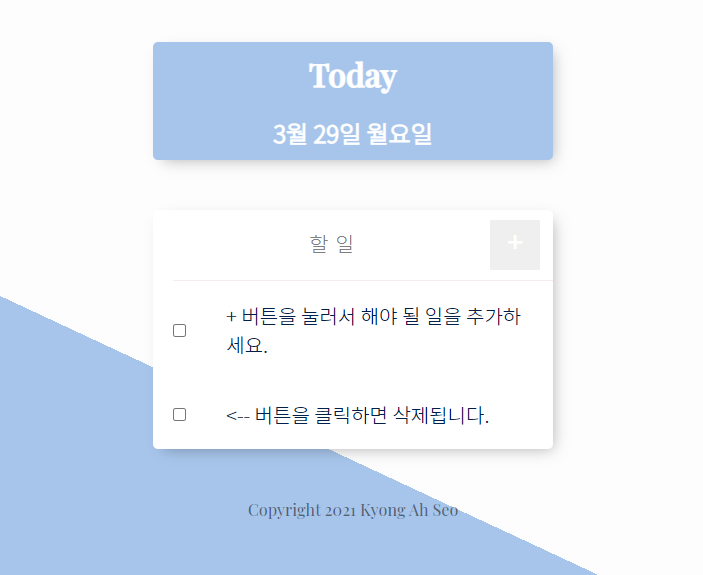 Today
3월 29일 월요일
할 일
+
+ 버튼을 눌러서 해야 될 일을 추가하
세요.
<-- 버튼을 클릭하면 삭제됩니다.
Copyright 2021 Kyong Ah Seo